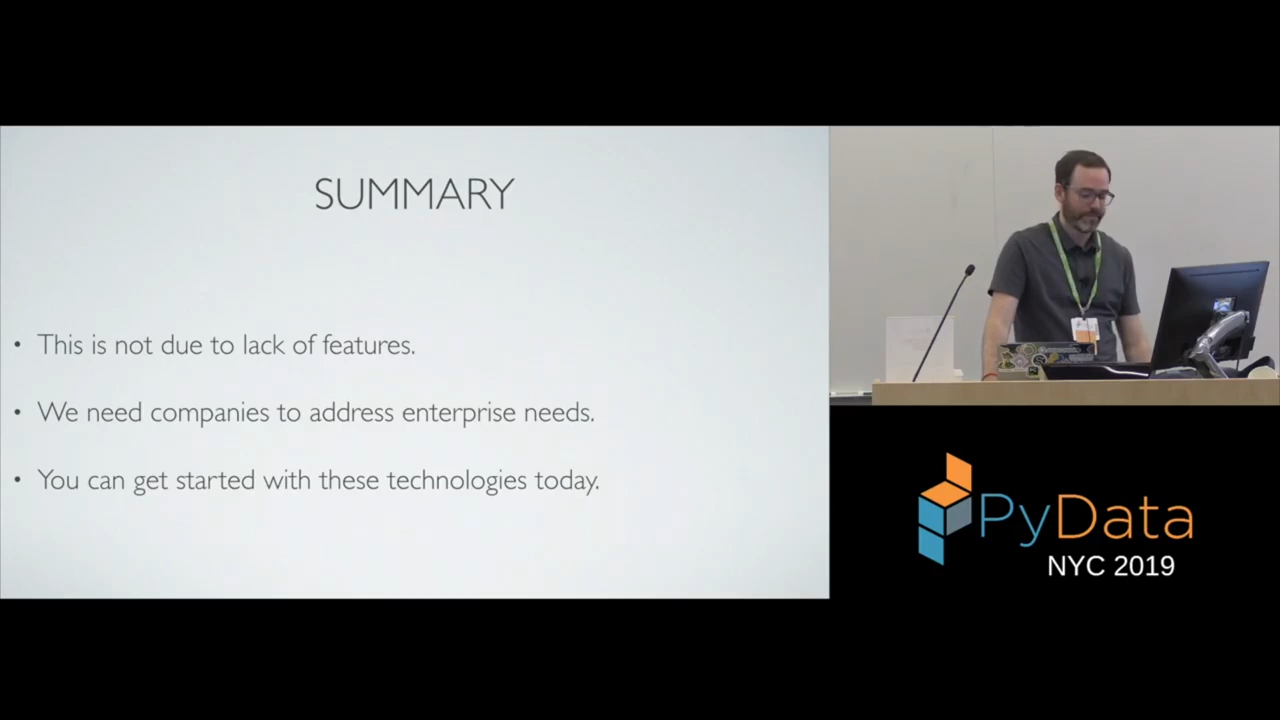 SUMMARY
• This is not due to lack of features.
• We need companies to address enterprise needs.
• You can get started with these technologies today.
PyData
NYC 2019